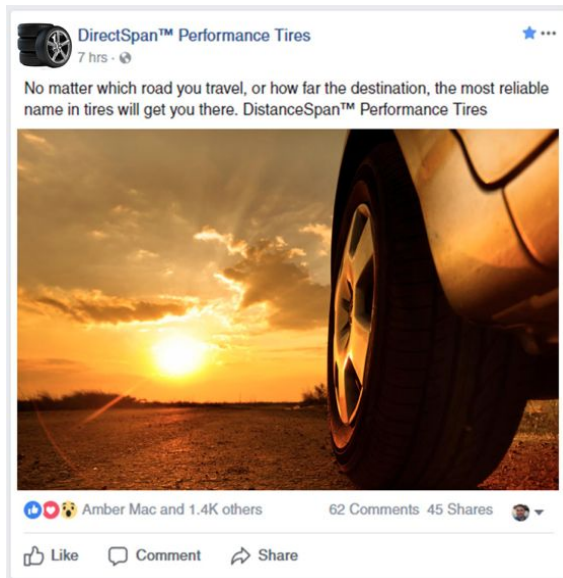 DirectSpan™ Performance Tires
7 hrs ·
No matter which road you travel, or how far the destination, the most reliable
name in tires will get you there. DistanceSpan™ Performance Tires
Amber Mac and 1.4K others 62 Comments 45 Shares
Like Comment Share